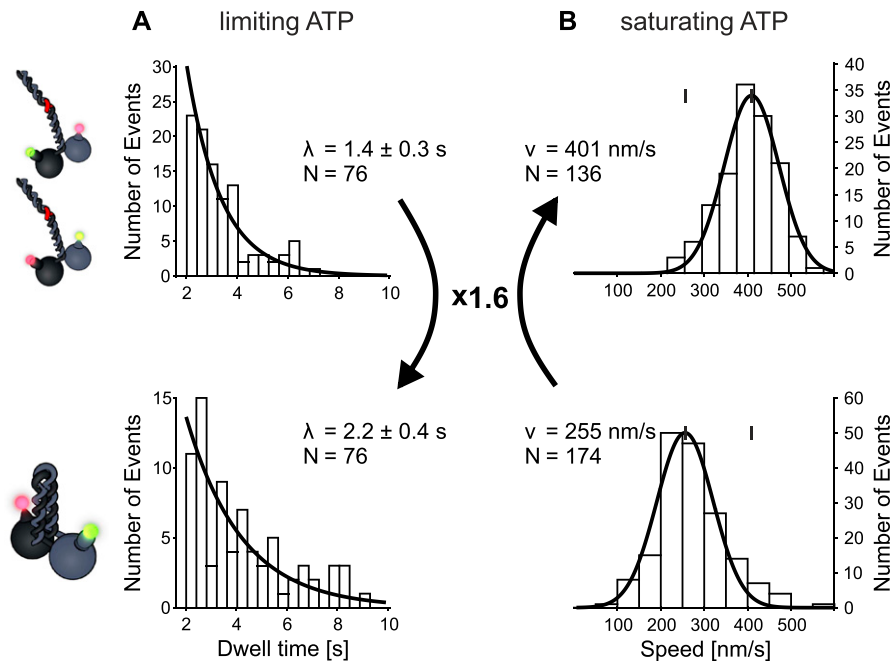 A limiting ATP
B saturating ATP
Number of Events
30
25
20
15
10
5
0
2 4 6 8 10
λ = 1.4 ± 0.3 s
N = 76
v = 401 nm/s
N = 136
40
35
30
25
20
15
10
5
0
Number of Events
100 200 300 400 500
x1.6
Number of Events
15
10
5
0
2 4 6 8 10
Dwell time [s]
λ = 2.2 ± 0.4 s
N = 76
v = 255 nm/s
N = 174
60
50
40
30
20
10
0
Number of Events
100 200 300 400 500
Speed [nm/s]